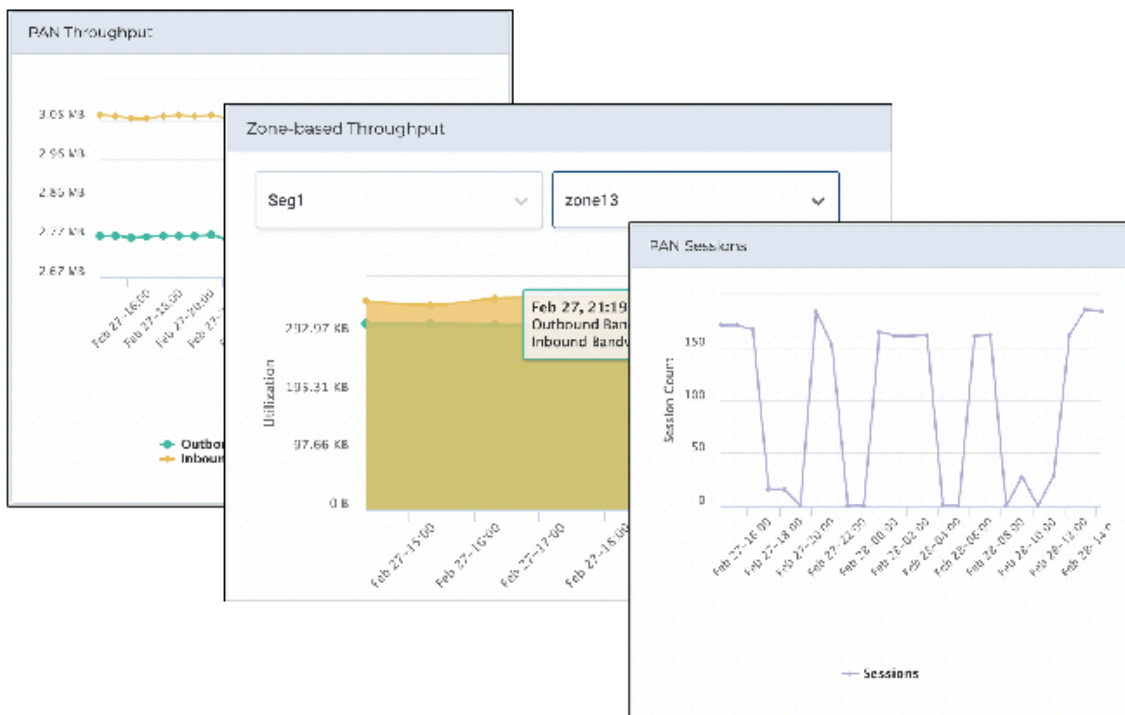 PAN Throughput
3.05 MB
2.95 MB
2.86 MB
2.77 MB
2.67 MB
Feb 27-16:00
Feb 27-18:00
Feb 27-20:00
Outbou
Inboun
Zone-based Throughput
Seg1
zone13
Utilization
292.97 KB
195.31 KB
97.66 KB
0 B
Feb 27-15:00
Feb 27-16:00
Feb 27-17:00
Feb 27-18:00
Feb 27, 21:19
Outbound Ban
Inbound Bandw
PAN Sessions
Session Count
150
100
50
0
Feb 27-16:00
Feb 27-18:00
Feb 27-20:00
Feb 27-22:00
Feb 28-00:00
Feb 28-02:00
Feb 28-04:00
Feb 28-06:00
Feb 28-08:00
Feb 28-10:00
Feb 28-12:00
Feb 28-14:0
Sessions